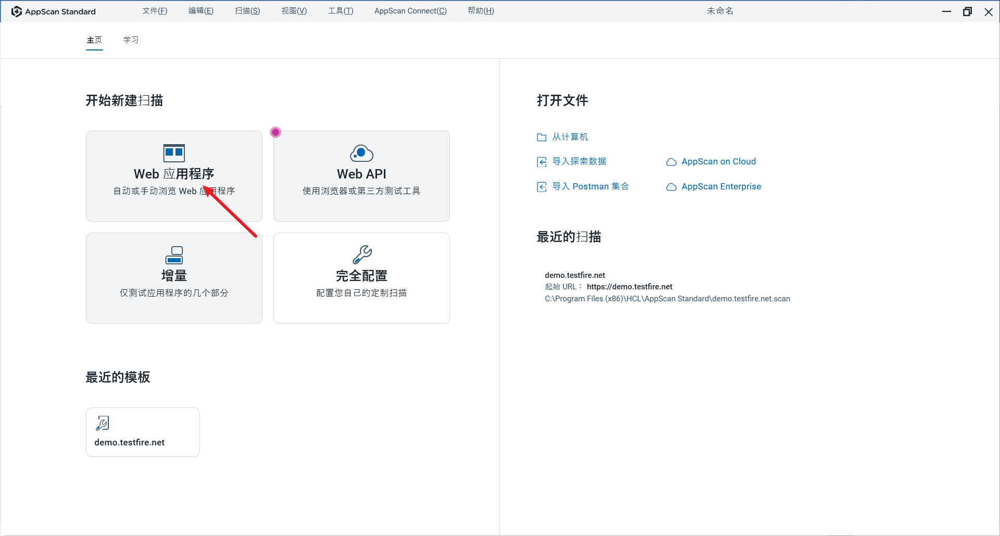 AppScan Standard
文件(F) 编辑(E) 扫描(S) 视图(V) 工具(T) AppScan Connect(C) 帮助(H)
未命名
主页 学习
开始新建扫描
Web 应用程序
自动或手动浏览 Web 应用程序
Web API
使用浏览器或第三方测试工具
增量
仅测试应用程序的几个部分
完全配置
配置您自己的定制扫描
最近的模板
demo.testfire.net
打开文件
从计算机
导入探索数据
AppScan on Cloud
导入 Postman 集合
AppScan Enterprise
最近的扫描
demo.testfire.net
起始 URL： https://demo.testfire.net
C:\Program Files (x86)\HCL\AppScan Standard\demo.testfire.net.scan